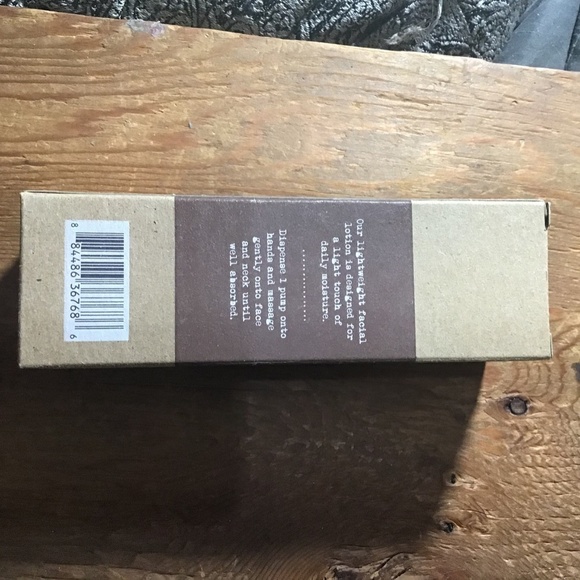 Our lightweight facial
lotion is designed for
a light touch of
daily moisture.
Dispense 1 pump onto
hands and massage
gently onto face
and neck until
well absorbed.
8 84486 36768 6